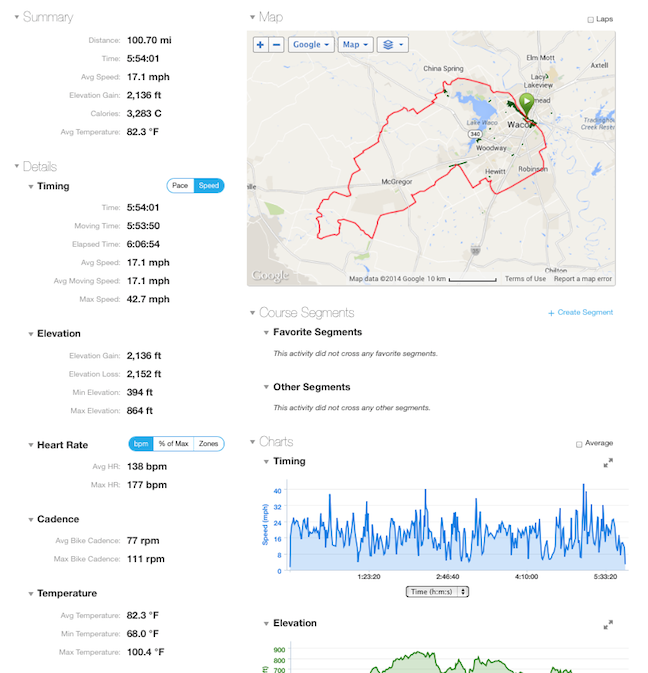 Summary
Distance: 100.70 mi
Time: 5:54:01
Avg Speed: 17.1 mph
Elevation Gain: 2,136 ft
Calories: 3,283 C
Avg Temperature: 82.3 °F
Details
Timing
Pace Speed
Time: 5:54:01
Moving Time: 5:53:50
Elapsed Time: 6:06:54
Avg Speed: 17.1 mph
Avg Moving Speed: 17.1 mph
Max Speed: 42.7 mph
Elevation
Elevation Gain: 2,136 ft
Elevation Loss: 2,152 ft
Min Elevation: 394 ft
Max Elevation: 864 ft
Heart Rate
bpm % of Max Zones
Avg HR: 138 bpm
Max HR: 177 bpm
Cadence
Avg Bike Cadence: 77 rpm
Max Bike Cadence: 111 rpm
Temperature
Avg Temperature: 82.3 °F
Min Temperature: 68.0 °F
Max Temperature: 100.4 °F
Map
Laps
+ − Google Map
Elm Mott
China Spring
Axtell
Lacy
Lakeview
mead
Lake Waco
Waco
340
Woodway
McGregor
Hewitt
Robinson
Chilton
Google
Map data ©2014 Google 10 km Terms of Use Report a map error
Course Segments
+ Create Segment
Favorite Segments
This activity did not cross any favorite segments.
Other Segments
This activity did not cross any other segments.
Charts
Average
Timing
Speed (mph)
40
32
24
16
8
0
1:23:20 2:46:40 4:10:00 5:33:20
Time (h:m:s)
Elevation
900
800
700